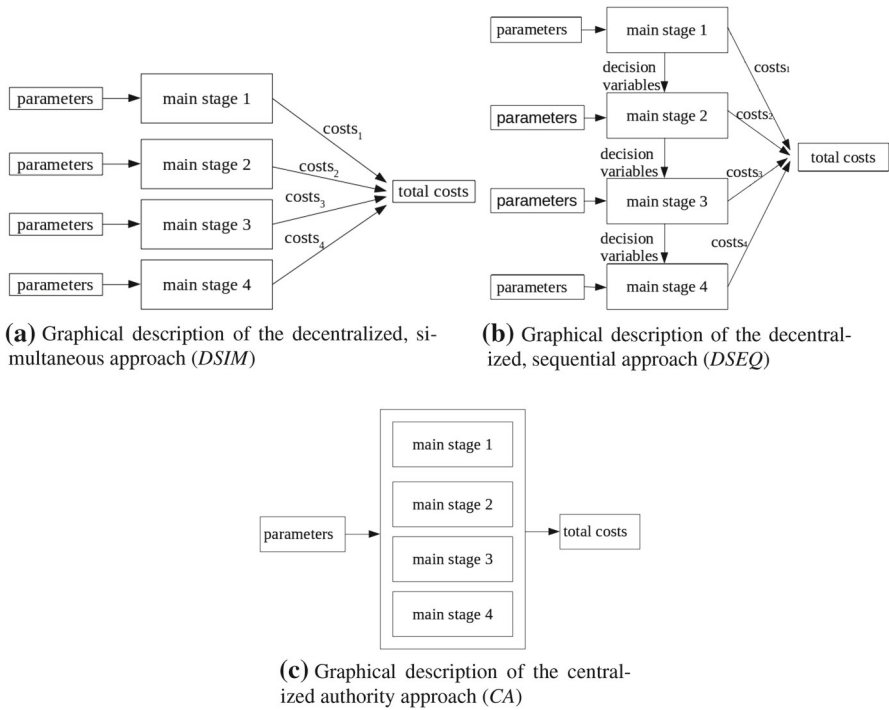 parameters
main stage 1
costs₁
parameters
main stage 2
costs₂
total costs
parameters
main stage 3
costs₃
parameters
main stage 4
costs₄
(a) Graphical description of the decentralized, si-
multaneous approach (DSIM)
parameters
main stage 1
costs₁
decision
variables
parameters
main stage 2
costs₂
total costs
decision
variables
parameters
main stage 3
costs₃
decision
variables
parameters
main stage 4
costs₄
(b) Graphical description of the decentral-
ized, sequential approach (DSEQ)
main stage 1
main stage 2
parameters
total costs
main stage 3
main stage 4
(c) Graphical description of the central-
ized authority approach (CA)